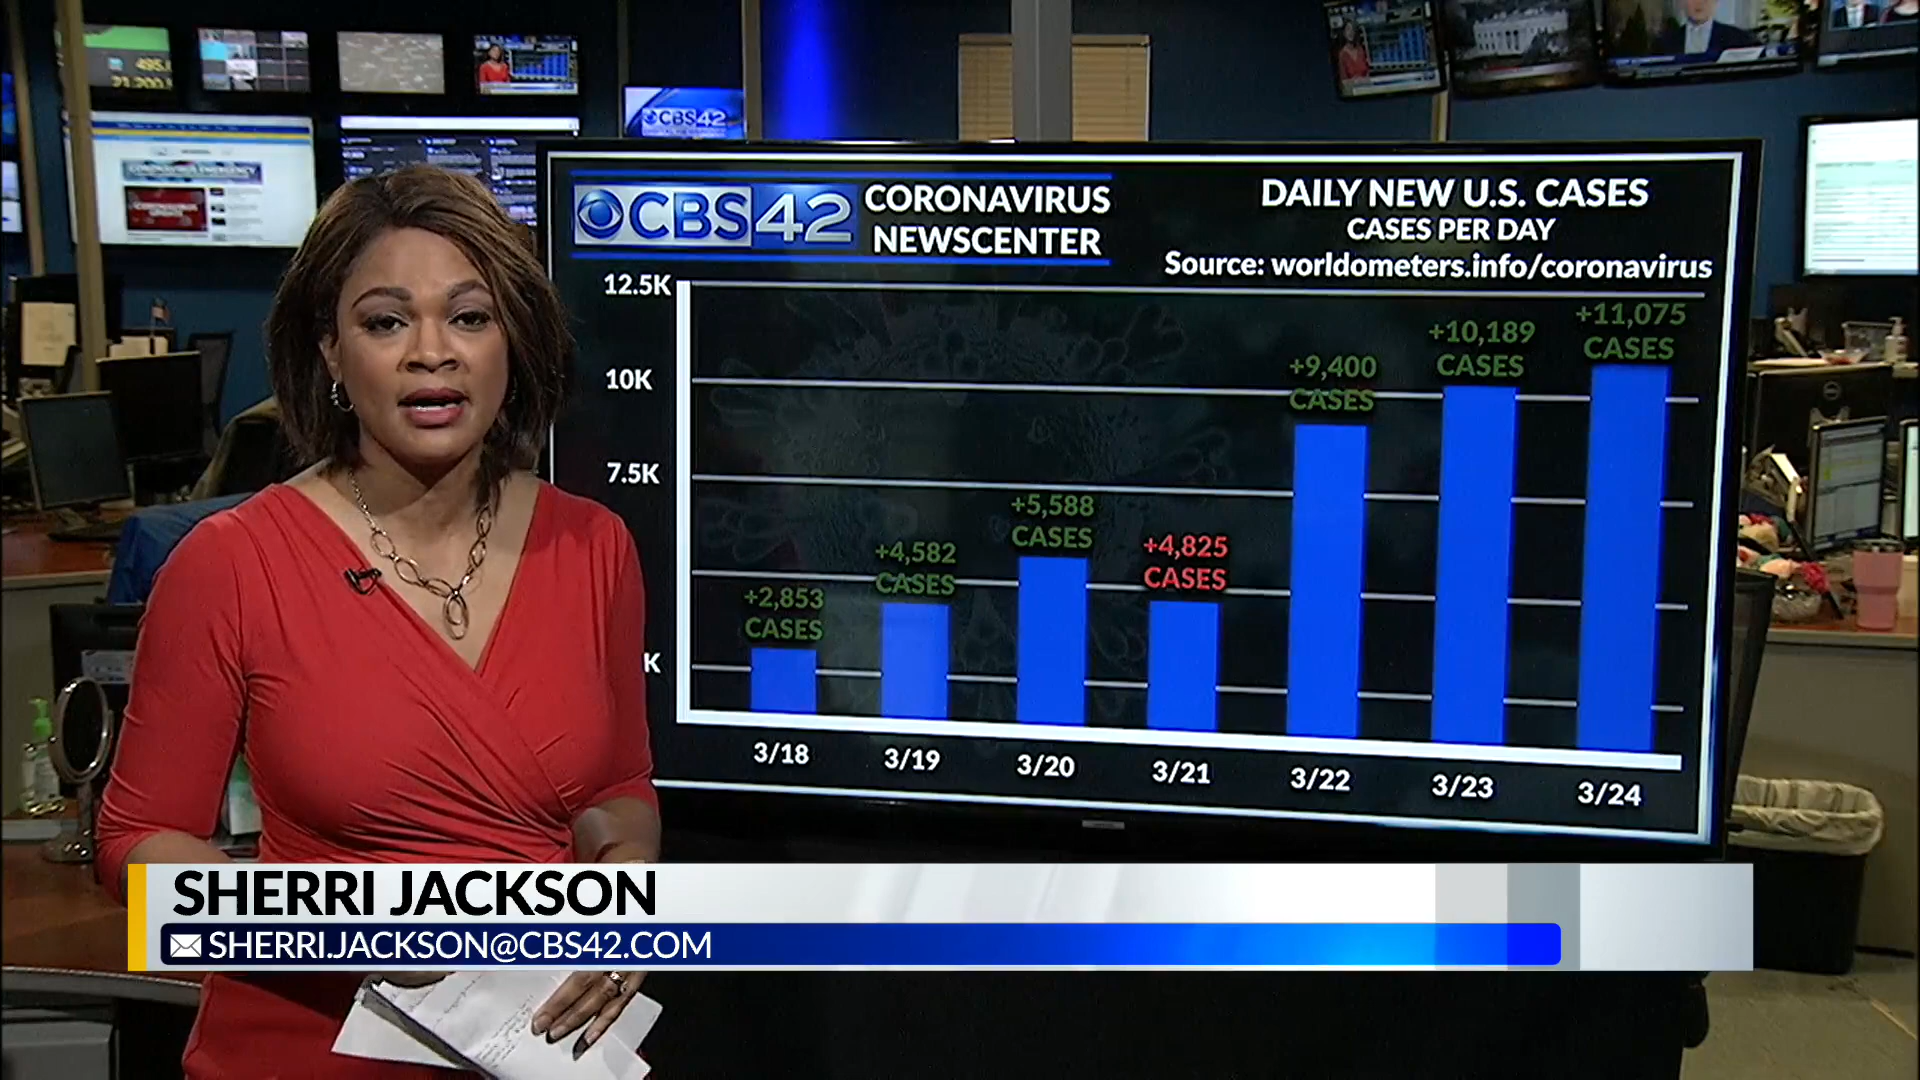 CBS42
CBS 42
CORONAVIRUS
NEWSCENTER
DAILY NEW U.S. CASES
CASES PER DAY
Source: worldometers.info/coronavirus
12.5K
10K
7.5K
K
+2,853
CASES
+4,582
CASES
+5,588
CASES
+4,825
CASES
+9,400
CASES
+10,189
CASES
+11,075
CASES
3/18
3/19
3/20
3/21
3/22
3/23
3/24
SHERRI JACKSON
SHERRI.JACKSON@CBS42.COM